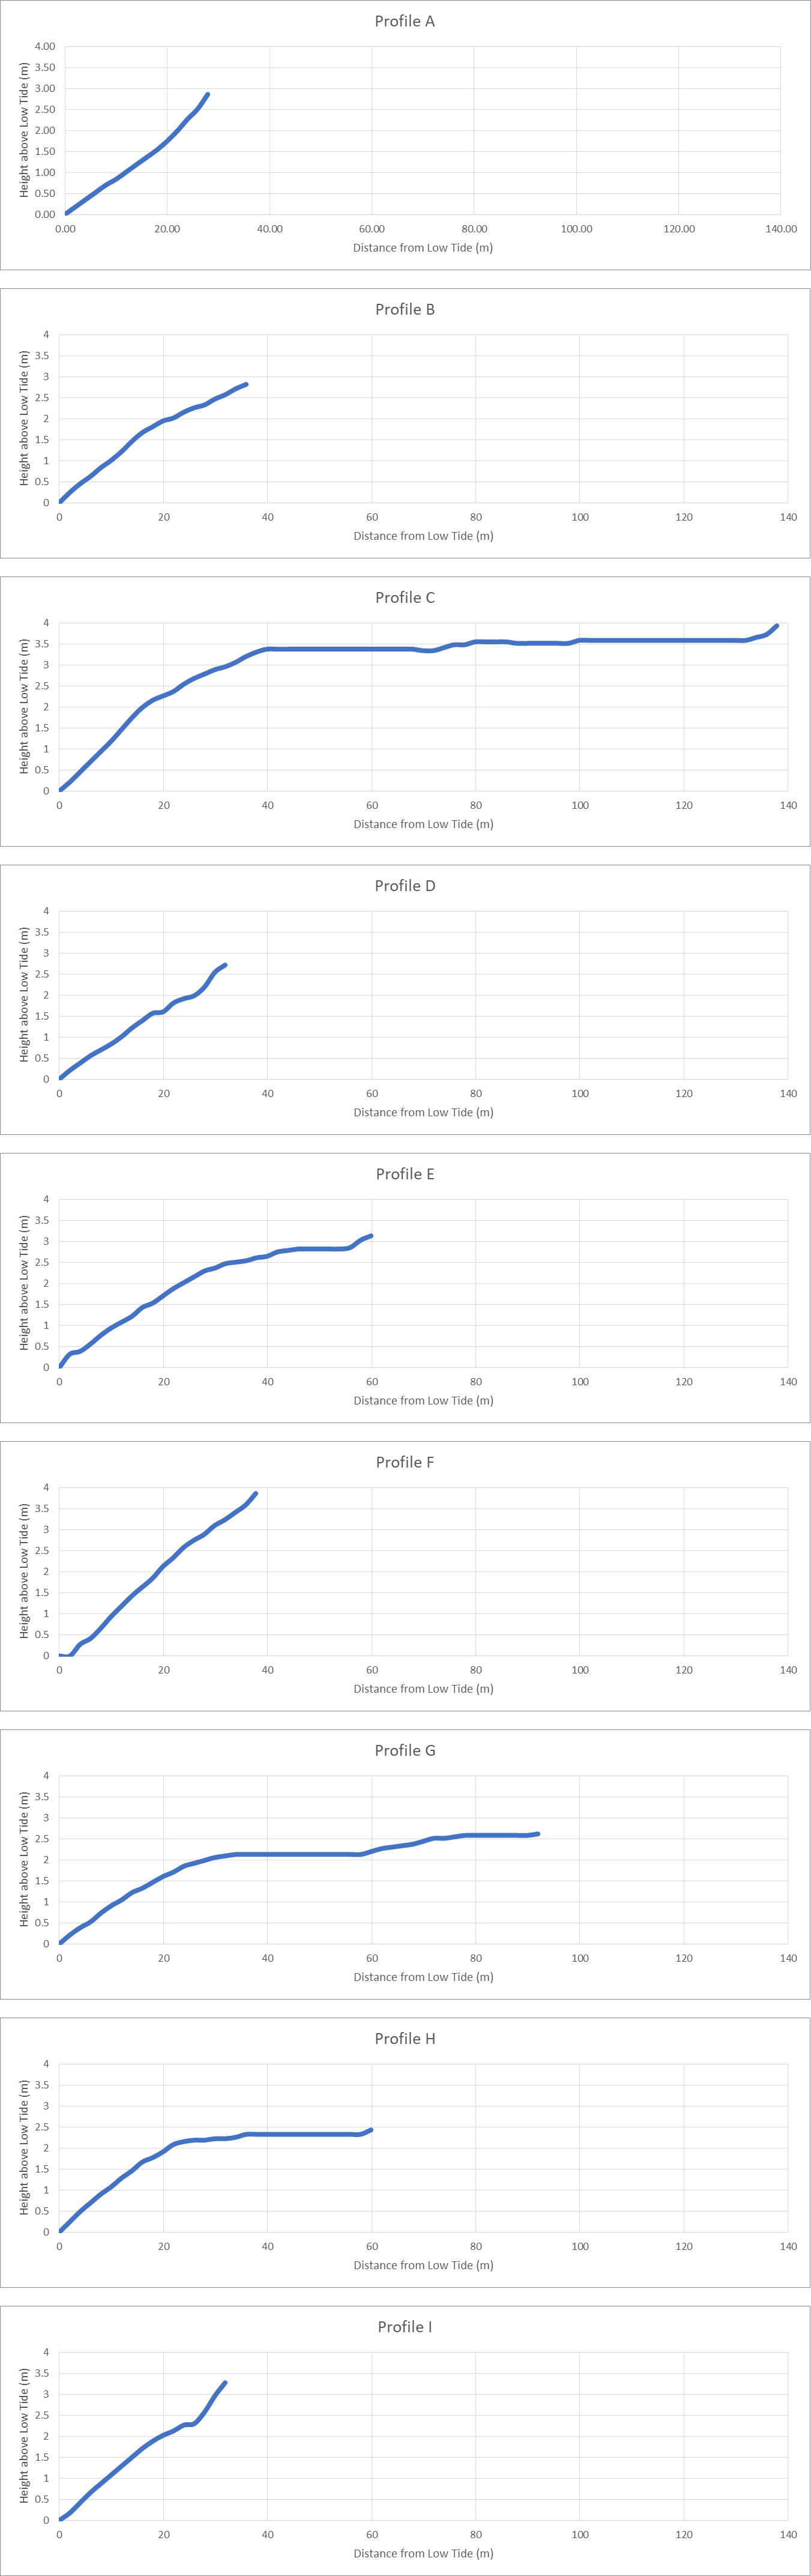 Profile A
Height above Low Tide (m)
4.00
3.50
3.00
2.50
2.00
1.50
1.00
0.50
0.00
0.00 20.00 40.00 60.00 80.00 100.00 120.00 140.00
Distance from Low Tide (m)
Profile B
Height above Low Tide (m)
4
3.5
3
2.5
2
1.5
1
0.5
0
0 20 40 60 80 100 120 140
Distance from Low Tide (m)
Profile C
Height above Low Tide (m)
4
3.5
3
2.5
2
1.5
1
0.5
0
0 20 40 60 80 100 120 140
Distance from Low Tide (m)
Profile D
Height above Low Tide (m)
4
3.5
3
2.5
2
1.5
1
0.5
0
0 20 40 60 80 100 120 140
Distance from Low Tide (m)
Profile E
Height above Low Tide (m)
4
3.5
3
2.5
2
1.5
1
0.5
0
0 20 40 60 80 100 120 140
Distance from Low Tide (m)
Profile F
Height above Low Tide (m)
4
3.5
3
2.5
2
1.5
1
0.5
0
0 20 40 60 80 100 120 140
Distance from Low Tide (m)
Profile G
Height above Low Tide (m)
4
3.5
3
2.5
2
1.5
1
0.5
0
0 20 40 60 80 100 120 140
Distance from Low Tide (m)
Profile H
Height above Low Tide (m)
4
3.5
3
2.5
2
1.5
1
0.5
0
0 20 40 60 80 100 120 140
Distance from Low Tide (m)
Profile I
Height above Low Tide (m)
4
3.5
3
2.5
2
1.5
1
0.5
0
0 20 40 60 80 100 120 140
Distance from Low Tide (m)